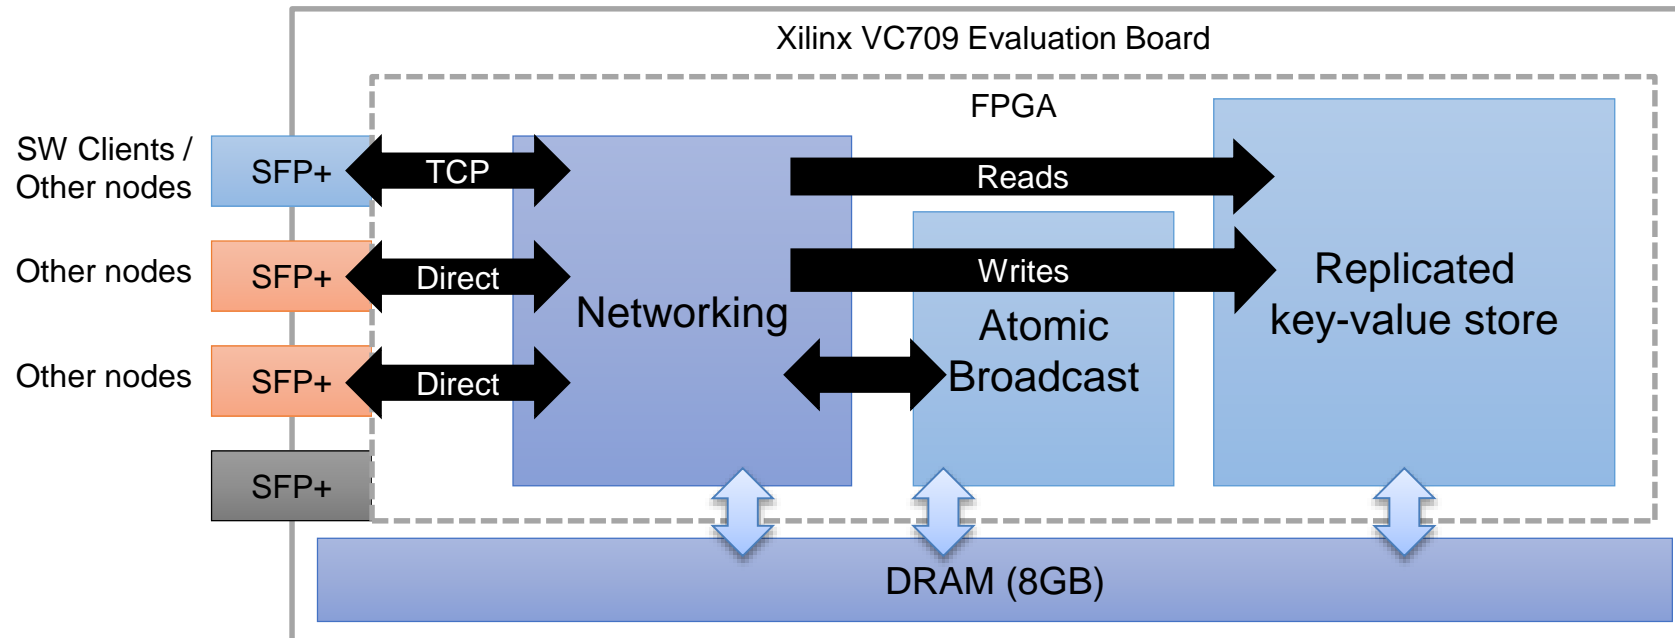 Xilinx VC709 Evaluation Board
FPGA
SW Clients /
Other nodes
SFP+
TCP
Reads
Other nodes
SFP+
Direct
Writes
Networking
Atomic
Broadcast
Replicated
key-value store
Other nodes
SFP+
Direct
SFP+
DRAM (8GB)